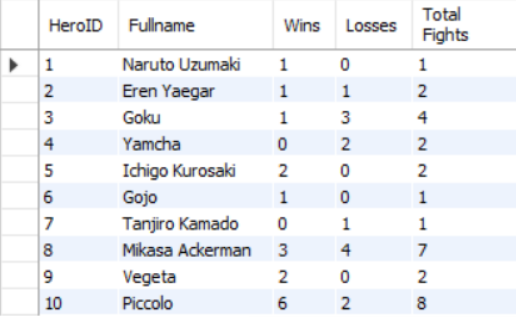 HeroID Fullname Wins Losses Total Fights
1 Naruto Uzumaki 1 0 1
2 Eren Yaegar 1 1 2
3 Goku 1 3 4
4 Yamcha 0 2 2
5 Ichigo Kurosaki 2 0 2
6 Gojo 1 0 1
7 Tanjiro Kamado 0 1 1
8 Mikasa Ackerman 3 4 7
9 Vegeta 2 0 2
10 Piccolo 6 2 8